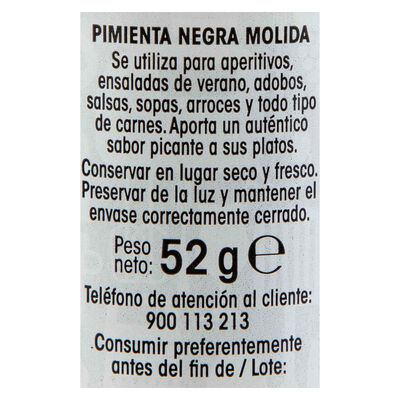 PIMIENTA NEGRA MOLIDA
Se utiliza para aperitivos,
ensaladas de verano, adobos,
salsas, sopas, arroces y todo tipo
de carnes. Aporta un auténtico
sabor picante a sus platos.
Conservar en lugar seco y fresco.
Preservar de la luz y mantener el
envase correctamente cerrado.
Peso
neto: 52 g ℮
Teléfono de atención al cliente:
900 113 213
Consumir preferentemente
antes del fin de / Lote: